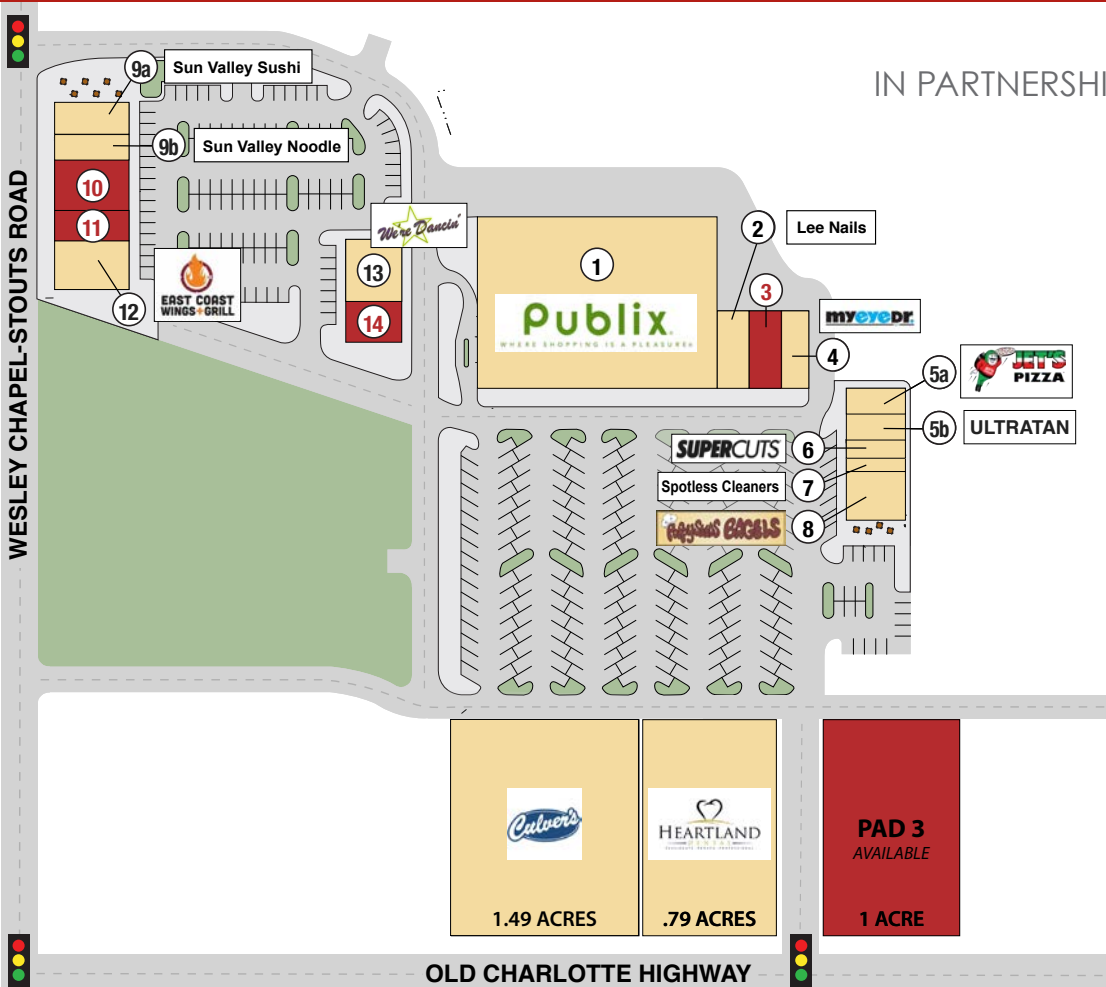 IN PARTNERSHI
9a
Sun Valley Sushi
9b
Sun Valley Noodle
10
11
12
EAST COAST
WINGS+GRILL
We're Dancin'
13
14
1
Publix.
WHERE SHOPPING IS A PLEASURE®
2
Lee Nails
3
myeyeDr.
4
5a
JET'S
PIZZA
5b
ULTRATAN
SUPERCUTS
6
Spotless Cleaners
7
BAGELS
8
WESLEY CHAPEL-STOUTS ROAD
Culver's
1.49 ACRES
HEARTLAND
DENTAL
.79 ACRES
PAD 3
AVAILABLE
1 ACRE
OLD CHARLOTTE HIGHWAY